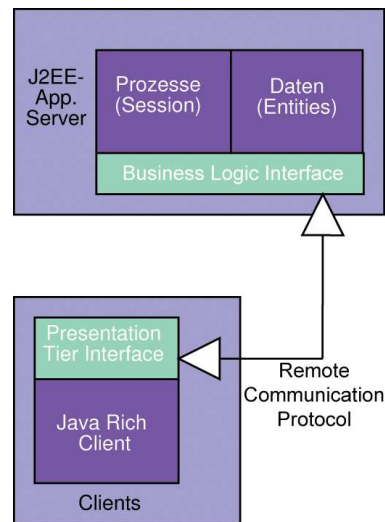 J2EE-
App.
Server
Prozesse
(Session)
Daten
(Entities)
Business Logic Interface
Presentation
Tier Interface
Java Rich
Client
Clients
Remote
Communication
Protocol